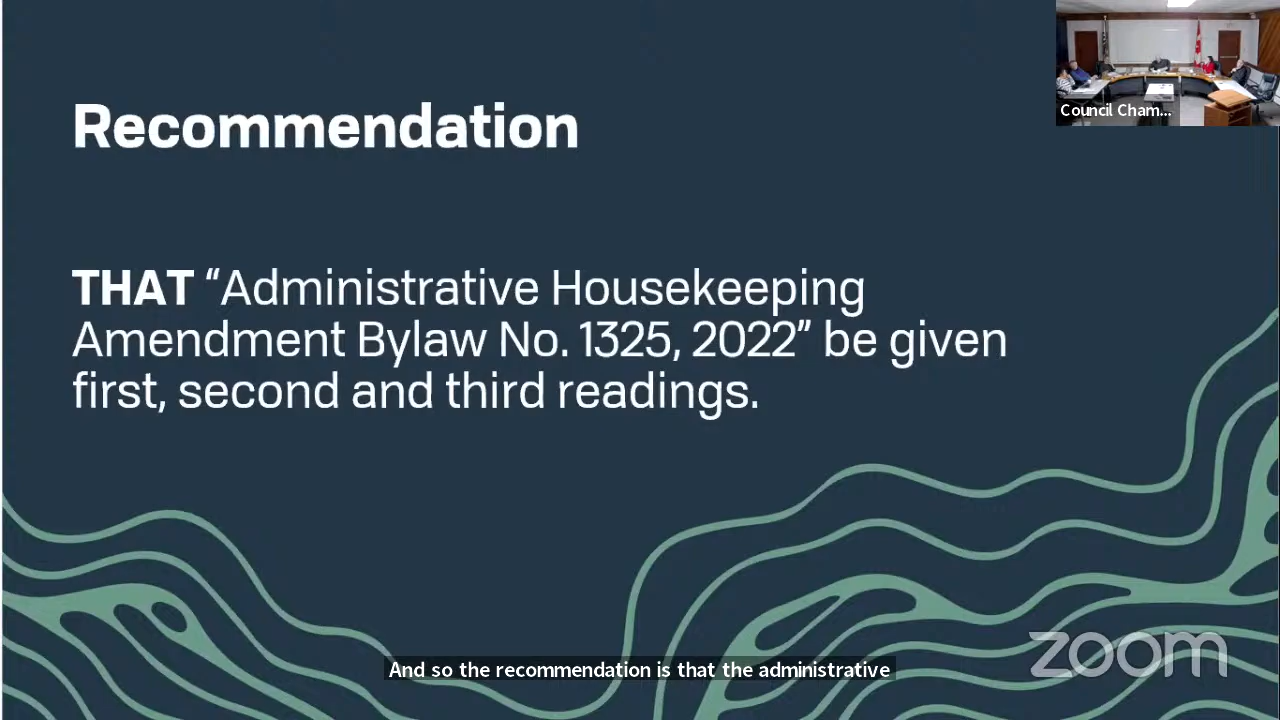 Council Cham...
Recommendation
THAT “Administrative Housekeeping
Amendment Bylaw No. 1325, 2022” be given
first, second and third readings.
zoom
And so the recommendation is that the administrative